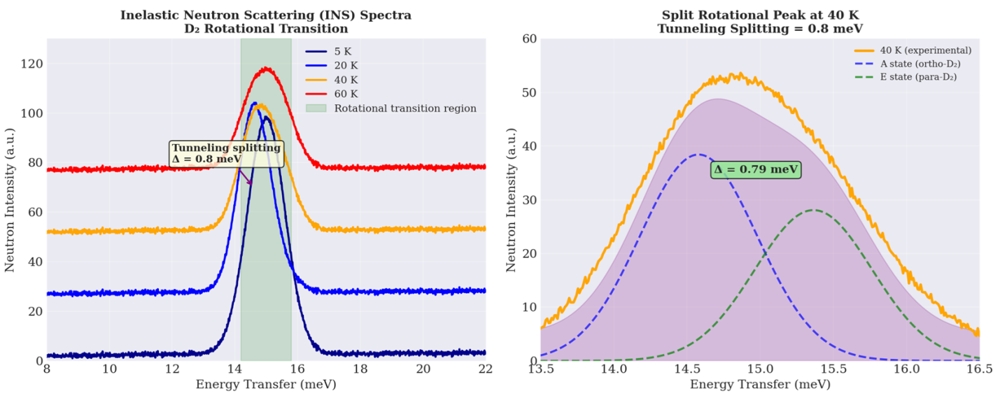 Inelastic Neutron Scattering (INS) Spectra
D₂ Rotational Transition
Neutron Intensity (a.u.)
120
100
80
60
40
20
0
5 K
20 K
40 K
60 K
Rotational transition region
Tunneling splitting
Δ = 0.8 meV
8 10 12 14 16 18 20 22
Energy Transfer (meV)
Split Rotational Peak at 40 K
Tunneling Splitting = 0.8 meV
Neutron Intensity (a.u.)
60
50
40
30
20
10
0
40 K (experimental)
A state (ortho-D₂)
E state (para-D₂)
Δ = 0.79 meV
13.5 14.0 14.5 15.0 15.5 16.0 16.5
Energy Transfer (meV)